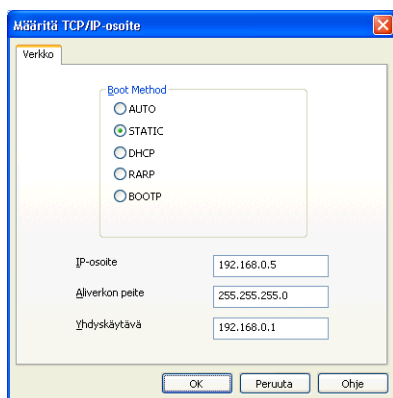 Määritä TCP/IP-osoite
Verkko
Boot Method
AUTO
STATIC
DHCP
RARP
BOOTP
IP-osoite 192.168.0.5
Aliverkon peite 255.255.255.0
Yhdyskäytävä 192.168.0.1
OK Peruuta Ohje